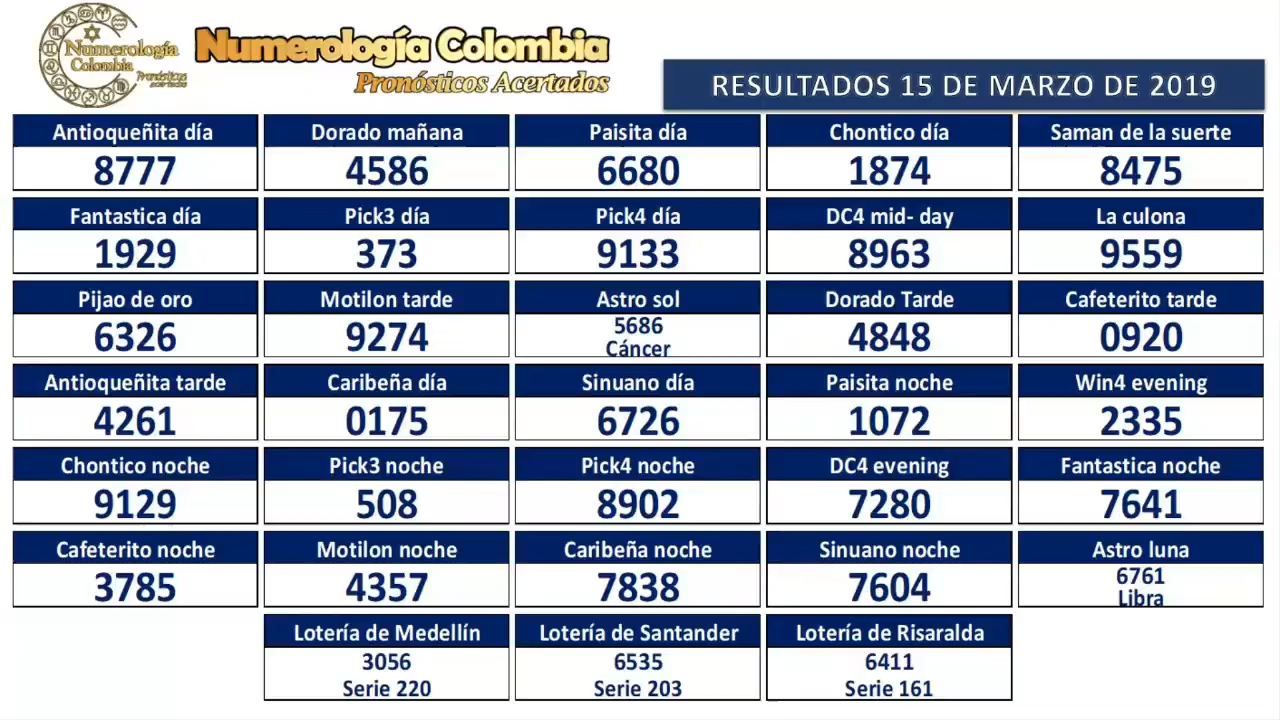 Numerología
Colombia
Pronósticos
Acertados
Numerología Colombia
Pronósticos Acertados
RESULTADOS 15 DE MARZO DE 2019
Antioqueñita día
8777
Dorado mañana
4586
Paisita día
6680
Chontico día
1874
Saman de la suerte
8475
Fantastica día
1929
Pick3 día
373
Pick4 día
9133
DC4 mid- day
8963
La culona
9559
Pijao de oro
6326
Motilon tarde
9274
Astro sol
5686
Cáncer
Dorado Tarde
4848
Cafeterito tarde
0920
Antioqueñita tarde
4261
Caribeña día
0175
Sinuano día
6726
Paisita noche
1072
Win4 evening
2335
Chontico noche
9129
Pick3 noche
508
Pick4 noche
8902
DC4 evening
7280
Fantastica noche
7641
Cafeterito noche
3785
Motilon noche
4357
Caribeña noche
7838
Sinuano noche
7604
Astro luna
6761
Libra
Lotería de Medellín
3056
Serie 220
Lotería de Santander
6535
Serie 203
Lotería de Risaralda
6411
Serie 161